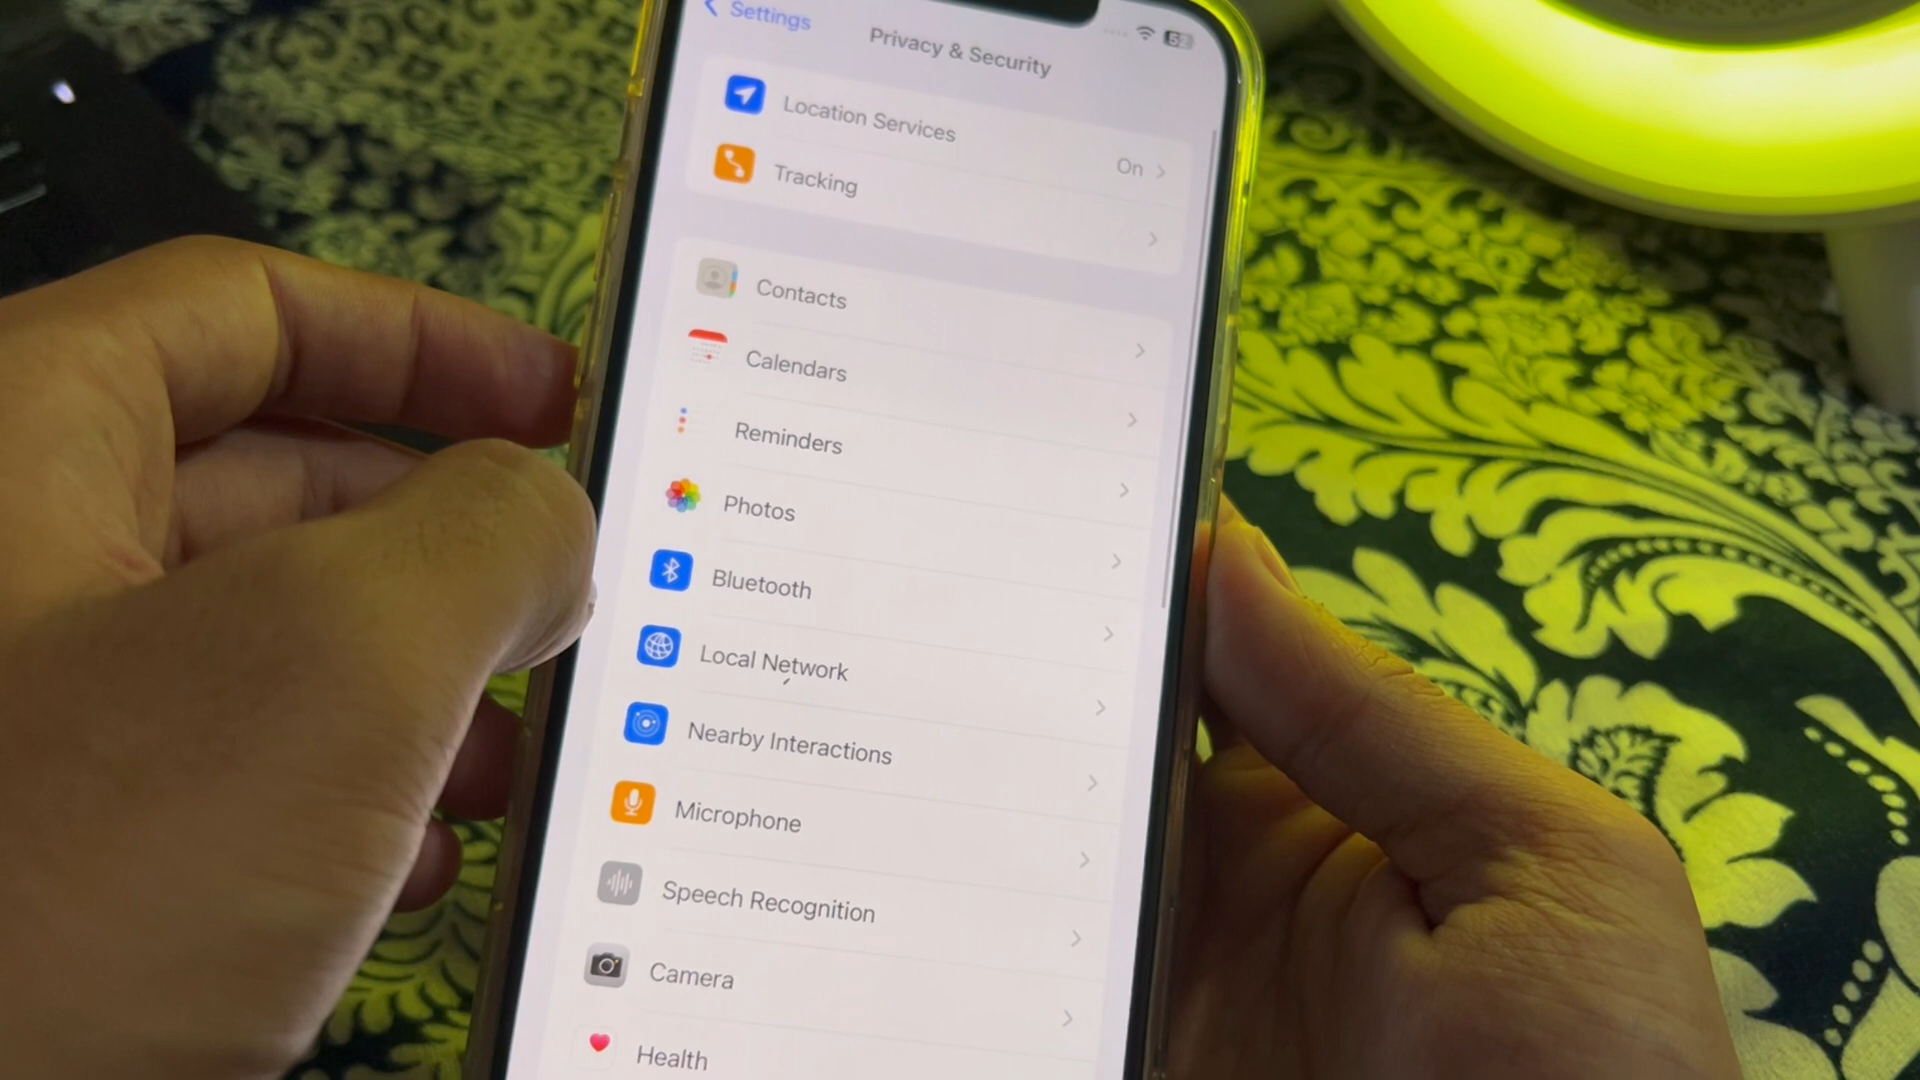 Settings
Privacy & Security
52
Location Services
On
Tracking
Contacts
Calendars
Reminders
Photos
Bluetooth
Local Network
Nearby Interactions
Microphone
Speech Recognition
Camera
Health